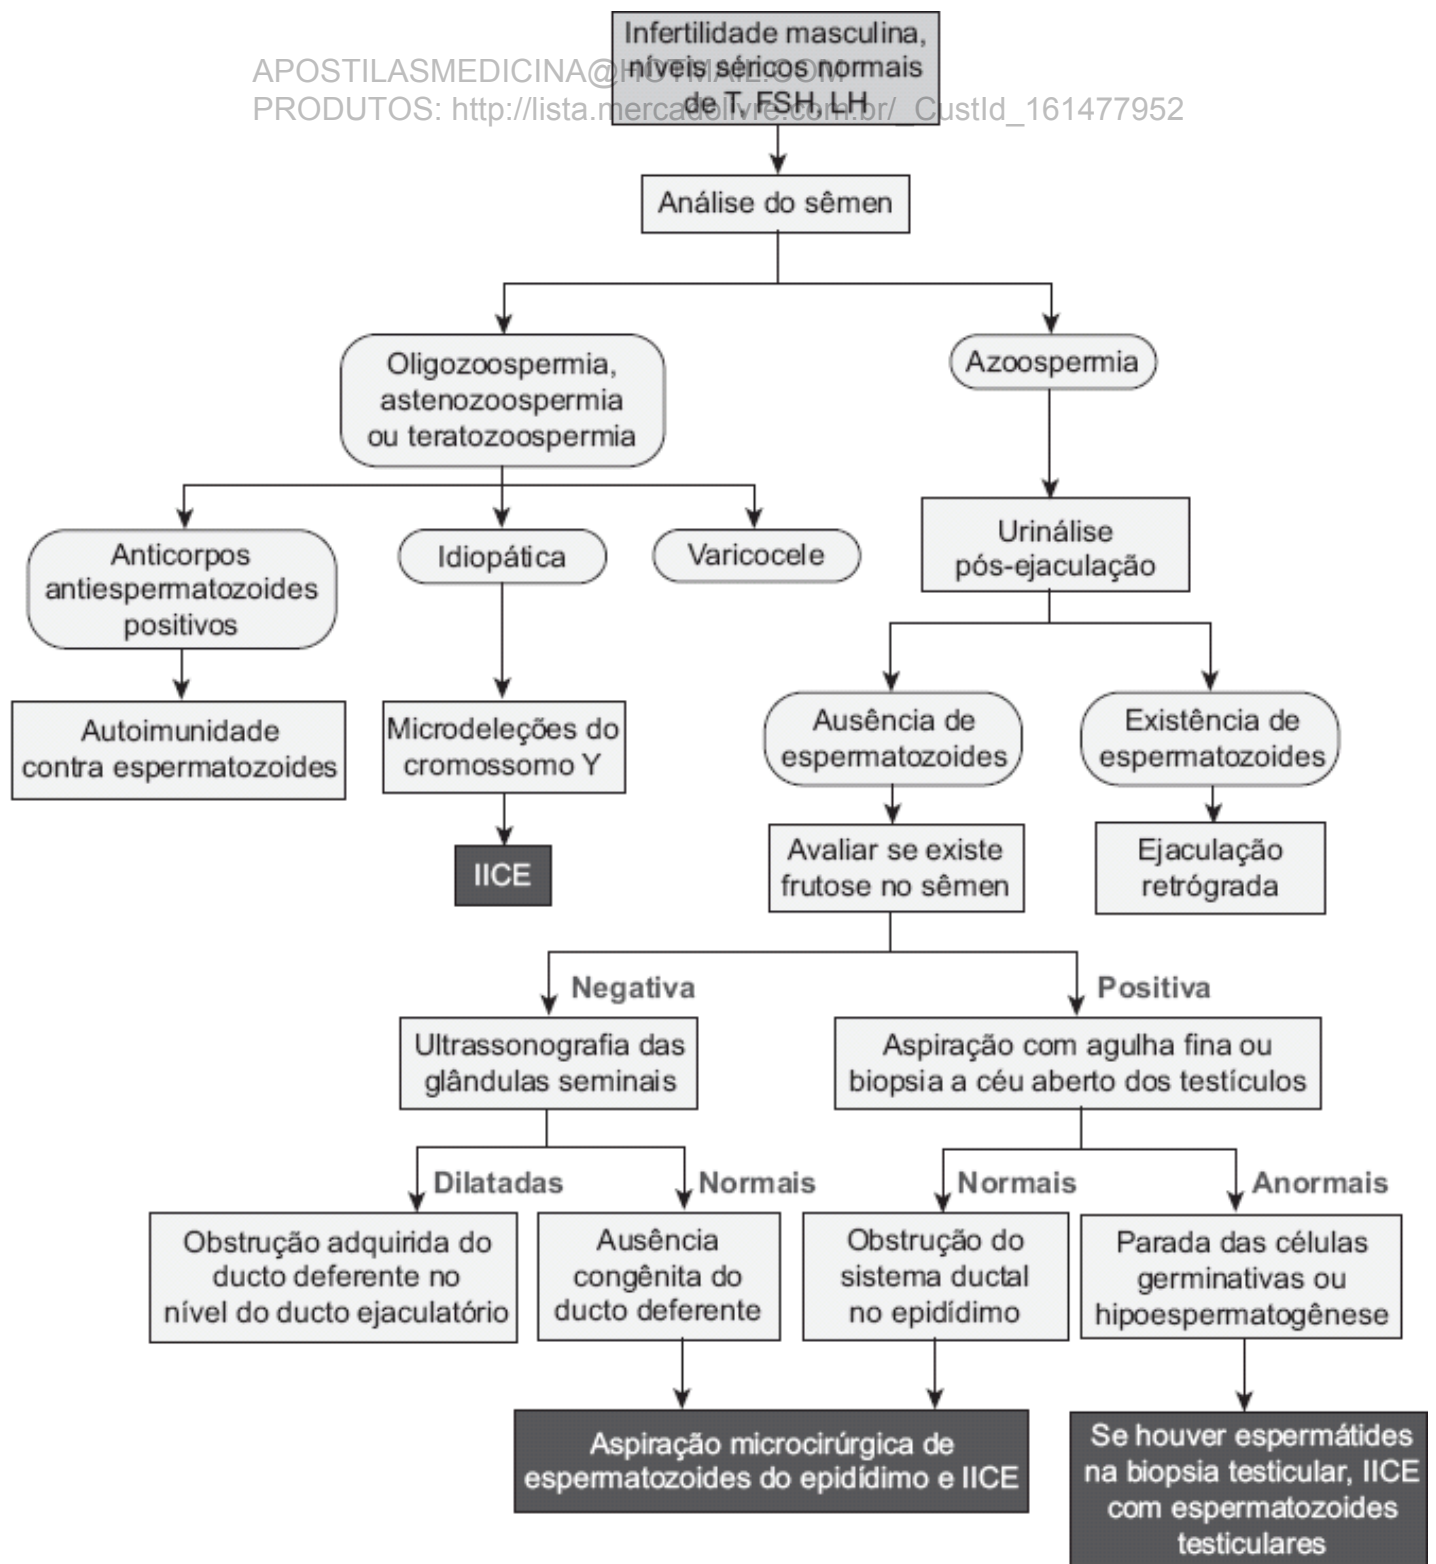 Infertilidade masculina,
níveis séricos normais
de T, FSH, LH
APOSTILASMEDICINA@HOTMAIL.COM
PRODUTOS: http://lista.mercadolivre.com.br/_CustId_161477952
Análise do sêmen
Oligozoospermia,
astenozoospermia
ou teratozoospermia
Azoospermia
Anticorpos
antiespermatozoides
positivos
Idiopática
Varicocele
Urinálise
pós-ejaculação
Autoimunidade
contra espermatozoides
Microdeleções do
cromossomo Y
Ausência de
espermatozoides
Existência de
espermatozoides
IICE
Avaliar se existe
frutose no sêmen
Ejaculação
retrógrada
Negativa
Positiva
Ultrassonografia das
glândulas seminais
Aspiração com agulha fina ou
biopsia a céu aberto dos testículos
Dilatadas
Normais
Normais
Anormais
Obstrução adquirida do
ducto deferente no
nível do ducto ejaculatório
Ausência
congênita do
ducto deferente
Obstrução do
sistema ductal
no epidídimo
Parada das células
germinativas ou
hipoespermatogênese
Aspiração microcirúrgica de
espermatozoides do epidídimo e IICE
Se houver espermátides
na biopsia testicular, IICE
com espermatozoides
testiculares